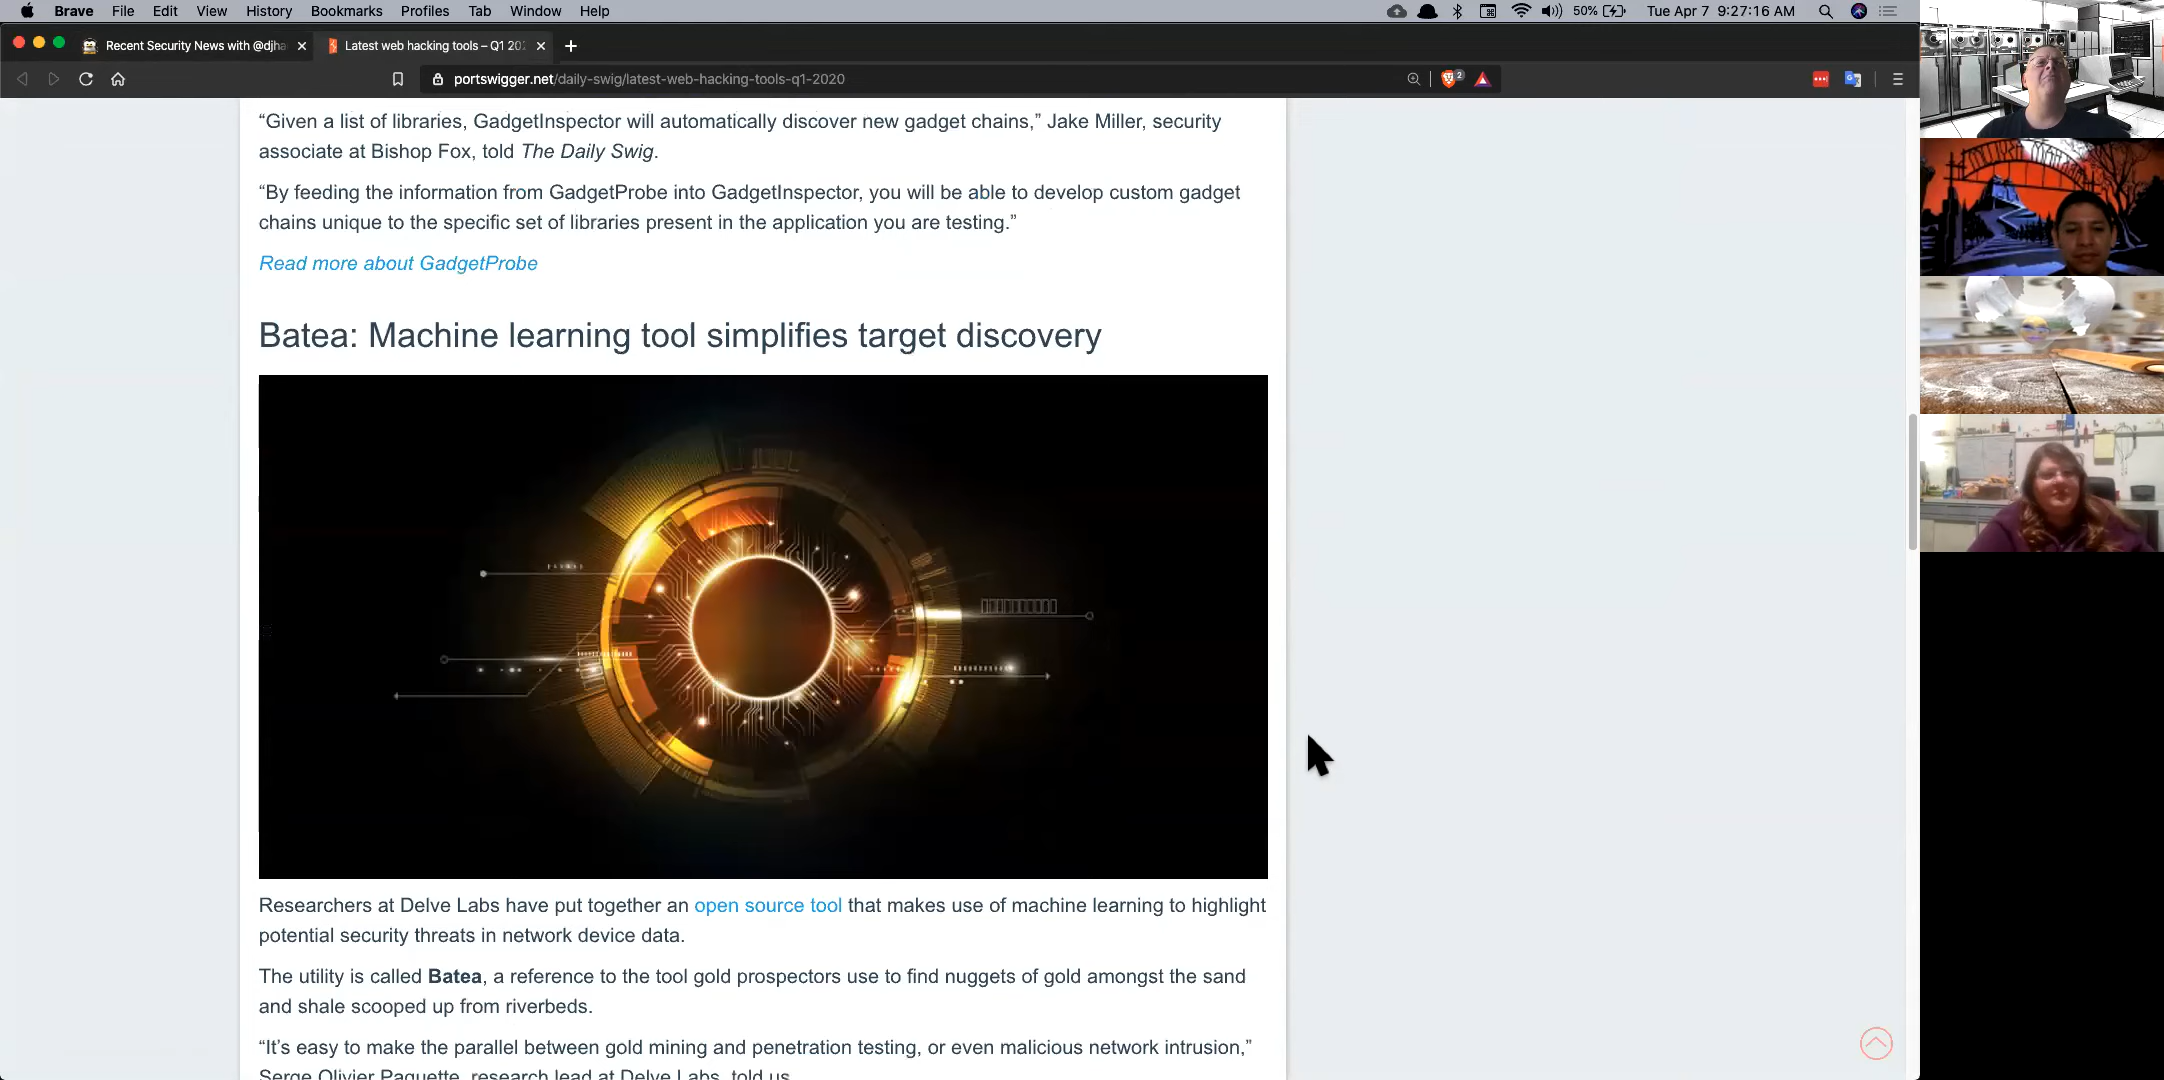 Brave File Edit View History Bookmarks Profiles Tab Window Help 50% Tue Apr 7 9:27:16 AM
Recent Security News with @djha Latest web hacking tools – Q1 202
portswigger.net/daily-swig/latest-web-hacking-tools-q1-2020 2
“Given a list of libraries, GadgetInspector will automatically discover new gadget chains,” Jake Miller, security
associate at Bishop Fox, told The Daily Swig.
“By feeding the information from GadgetProbe into GadgetInspector, you will be able to develop custom gadget
chains unique to the specific set of libraries present in the application you are testing.”
Read more about GadgetProbe
Batea: Machine learning tool simplifies target discovery
Researchers at Delve Labs have put together an open source tool that makes use of machine learning to highlight
potential security threats in network device data.
The utility is called Batea, a reference to the tool gold prospectors use to find nuggets of gold amongst the sand
and shale scooped up from riverbeds.
“It’s easy to make the parallel between gold mining and penetration testing, or even malicious network intrusion,”
Serge Olivier Paquette, research lead at Delve Labs, told us